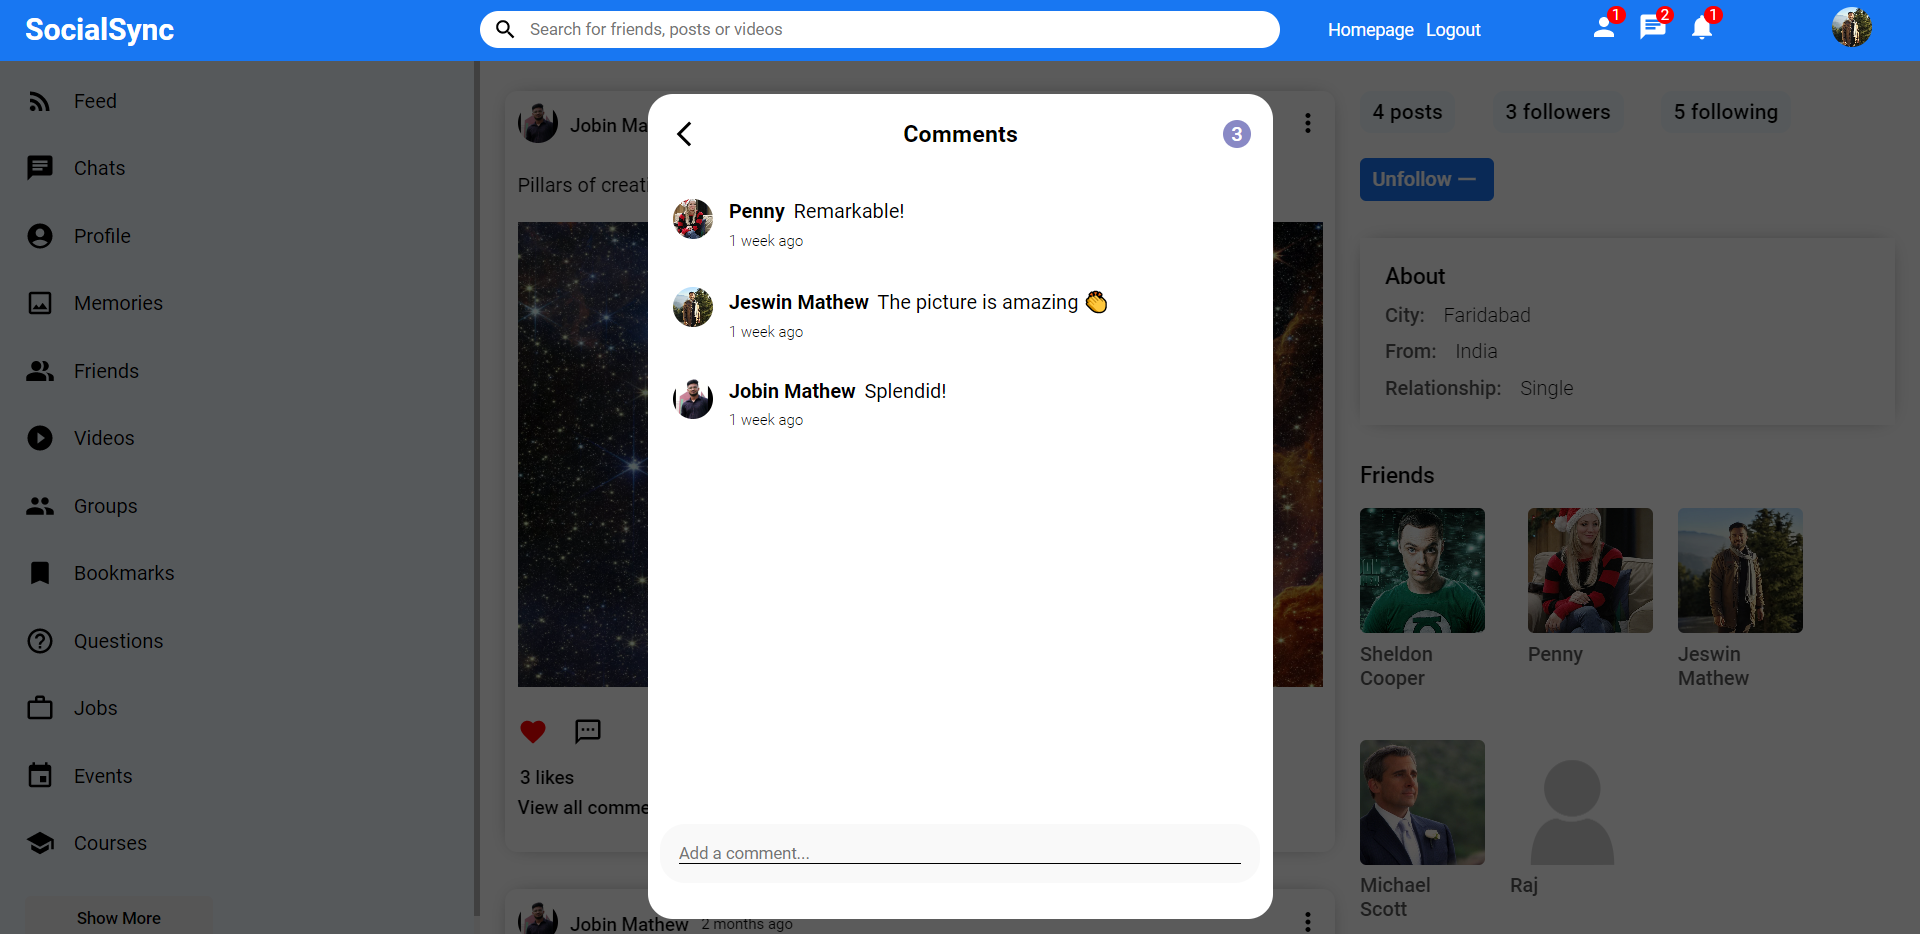 SocialSync
Search for friends, posts or videos
Homepage Logout
1
2
1
Feed
Chats
Profile
Memories
Friends
Videos
Groups
Bookmarks
Questions
Jobs
Events
Courses
Show More
Jobin Ma
Pillars of creati
3 likes
View all comme
Jobin Mathew 2 months ago
Comments
3
Penny Remarkable!
1 week ago
Jeswin Mathew The picture is amazing 👏
1 week ago
Jobin Mathew Splendid!
1 week ago
Add a comment...
4 posts
3 followers
5 following
Unfollow
About
City: Faridabad
From: India
Relationship: Single
Friends
Sheldon
Cooper
Penny
Jeswin
Mathew
Michael
Scott
Raj